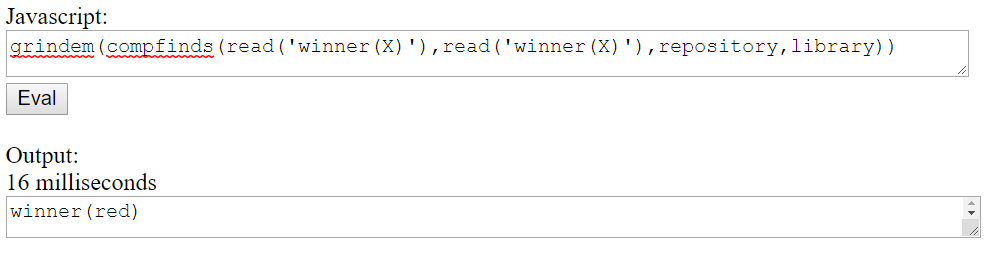 Javascript:
grindem(compfinds(read('winner(X)'),read('winner(X)'),repository,library))
Eval
Output:
16 milliseconds
winner(red)